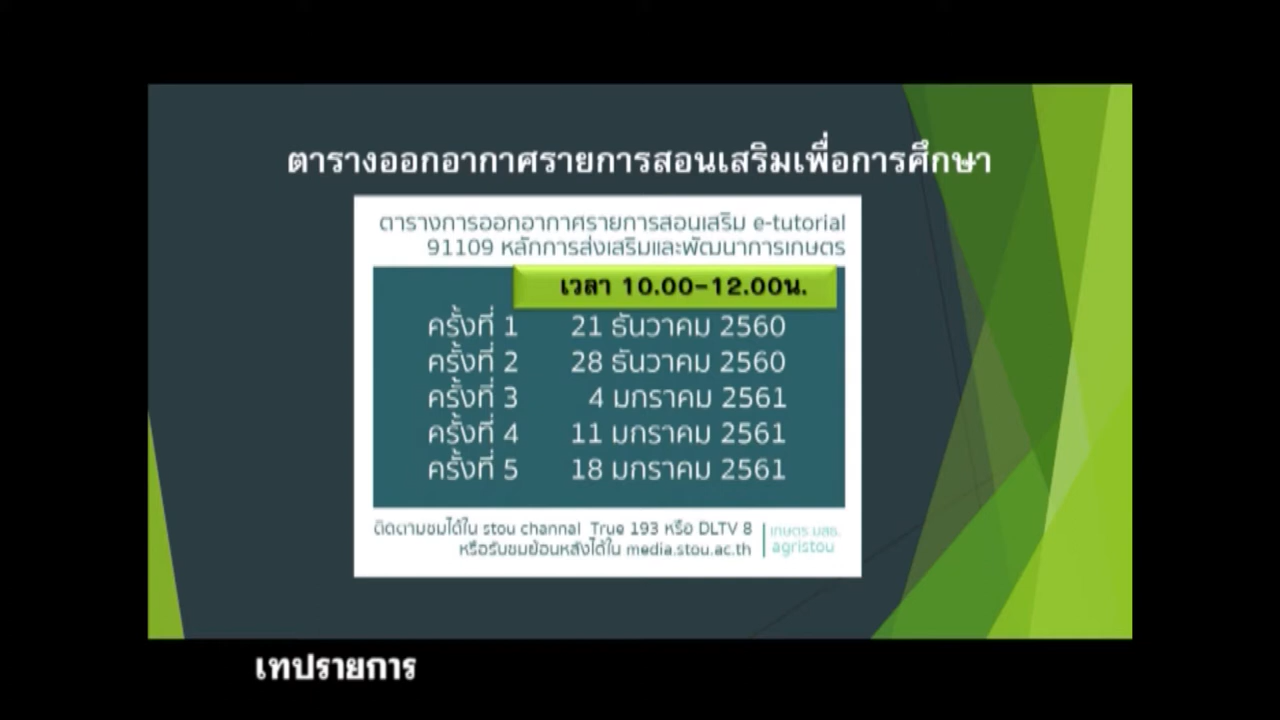 ตารางออกอากาศรายการสอนเสริมเพื่อการศึกษา
ตารางการออกอากาศรายการสอนเสริม e-tutorial
91109 หลักการส่งเสริมและพัฒนาการเกษตร
เวลา 10.00-12.00น.
ครั้งที่ 1 21 ธันวาคม 2560
ครั้งที่ 2 28 ธันวาคม 2560
ครั้งที่ 3 4 มกราคม 2561
ครั้งที่ 4 11 มกราคม 2561
ครั้งที่ 5 18 มกราคม 2561
ติดตามชมได้ใน stou channal True 193 หรือ DLTV 8
หรือรับชมย้อนหลังได้ใน media.stou.ac.th
เกษตร มสธ.
agristou
เทปรายการ